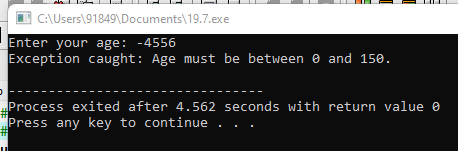 C:\Users\91849\Documents\19.7.exe
Enter your age: -4556
Exception caught: Age must be between 0 and 150.
--------------------------------
Process exited after 4.562 seconds with return value 0
Press any key to continue . . .
#
#